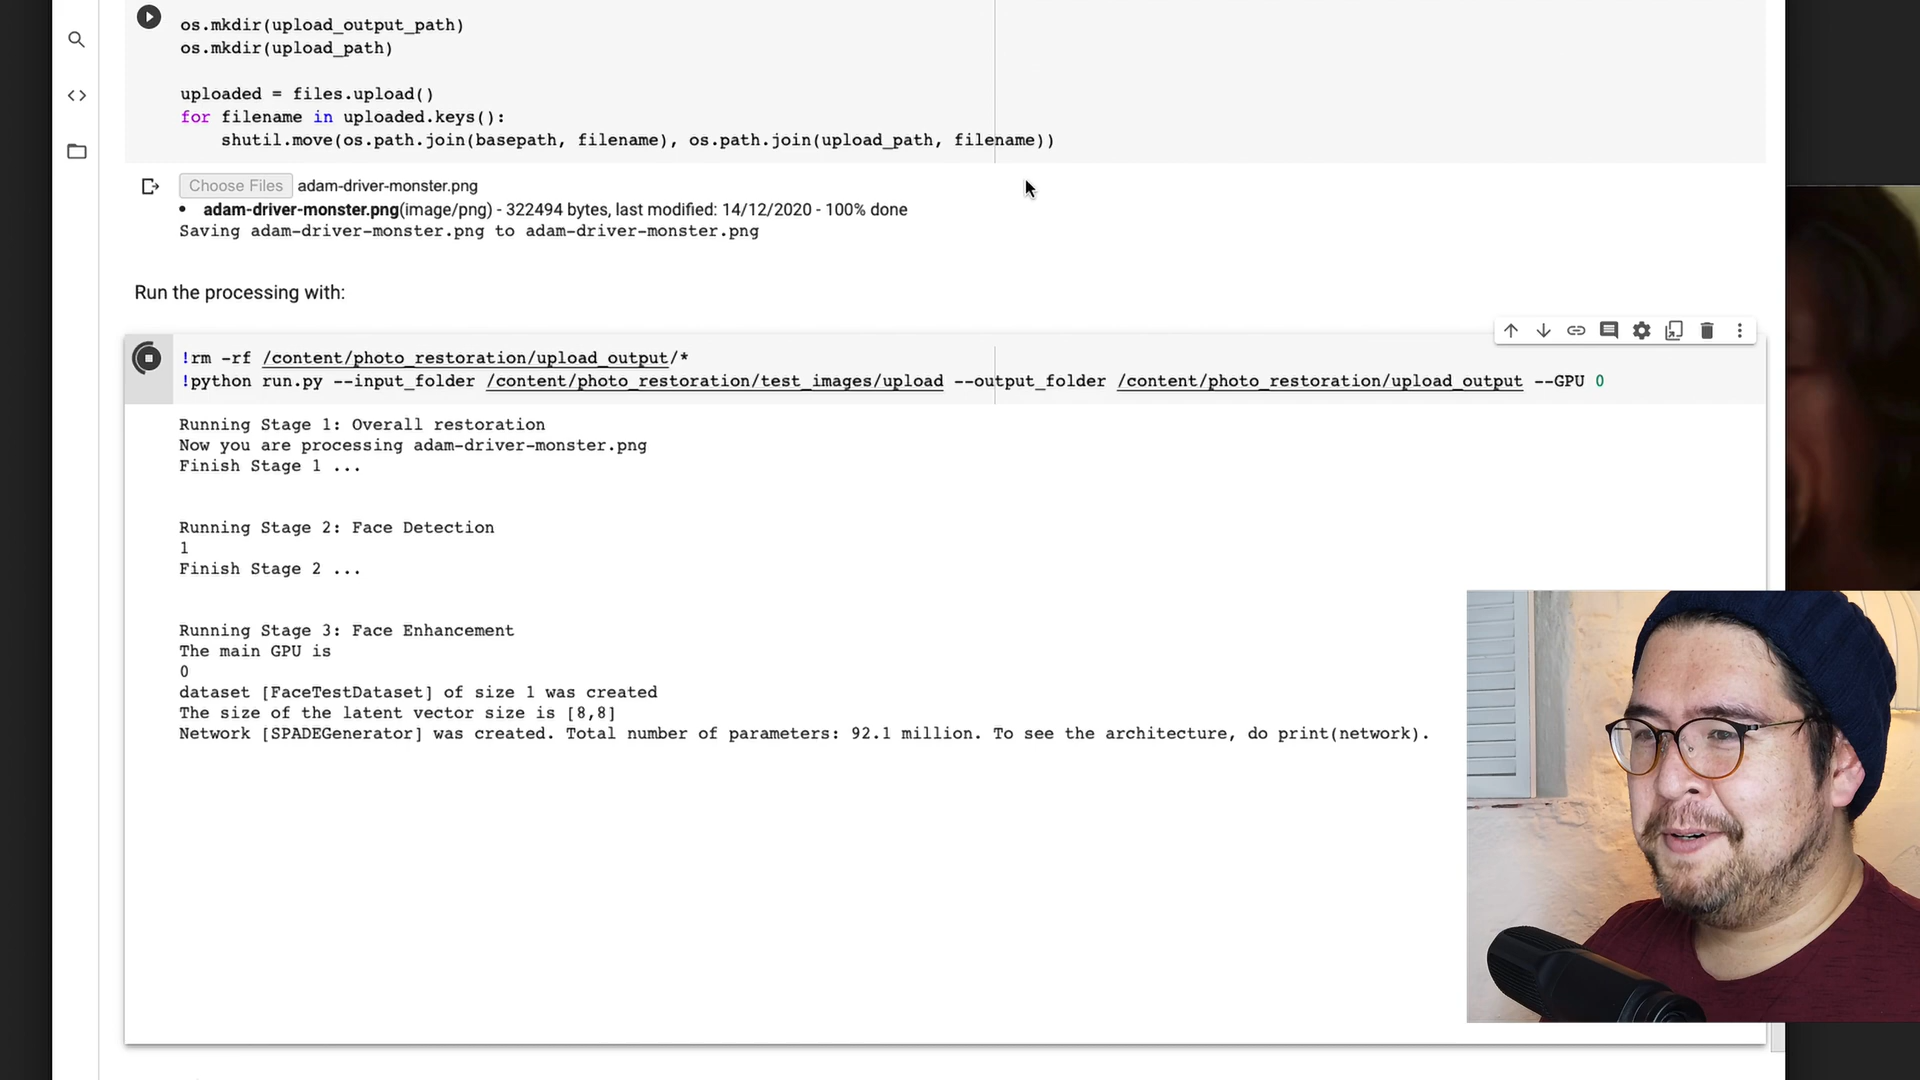 os.mkdir(upload_output_path)
os.mkdir(upload_path)
uploaded = files.upload()
for filename in uploaded.keys():
shutil.move(os.path.join(basepath, filename), os.path.join(upload_path, filename))
Choose Files adam-driver-monster.png
• adam-driver-monster.png(image/png) - 322494 bytes, last modified: 14/12/2020 - 100% done
Saving adam-driver-monster.png to adam-driver-monster.png
Run the processing with:
!rm -rf /content/photo_restoration/upload_output/*
!python run.py --input_folder /content/photo_restoration/test_images/upload --output_folder /content/photo_restoration/upload_output --GPU 0
Running Stage 1: Overall restoration
Now you are processing adam-driver-monster.png
Finish Stage 1 ...
Running Stage 2: Face Detection
1
Finish Stage 2 ...
Running Stage 3: Face Enhancement
The main GPU is
0
dataset [FaceTestDataset] of size 1 was created
The size of the latent vector size is [8,8]
Network [SPADEGenerator] was created. Total number of parameters: 92.1 million. To see the architecture, do print(network).